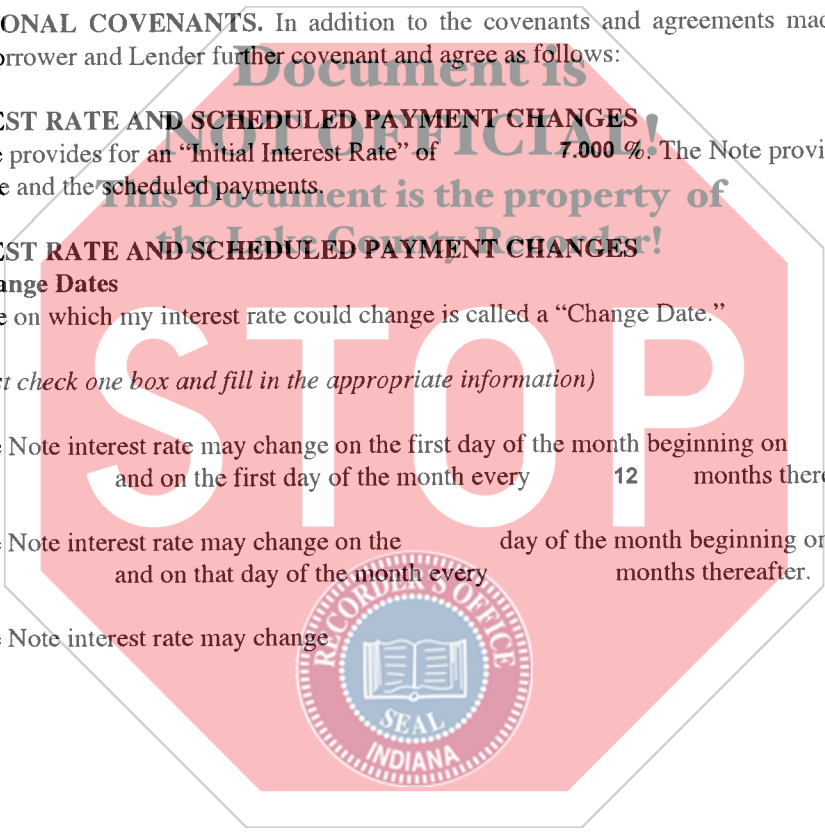 ONAL COVENANTS. In addition to the covenants and agreements mad
orrower and Lender further covenant and agree as follows:
Document is
EST RATE AND SCHEDULED PAYMENT CHANGES
NOT OFFICIAL!
e provides for an “Initial Interest Rate” of 7.000 %. The Note provi
e and the scheduled payments.
This Document is the property of
the Lake County Recorder!
EST RATE AND SCHEDULED PAYMENT CHANGES
ange Dates
e on which my interest rate could change is called a “Change Date.”
STOP
t check one box and fill in the appropriate information)
e Note interest rate may change on the first day of the month beginning on
and on the first day of the month every 12 months there
e Note interest rate may change on the day of the month beginning on
and on that day of the month every months thereafter.
e Note interest rate may change
RECORDER'S OFFICE
SEAL
INDIANA